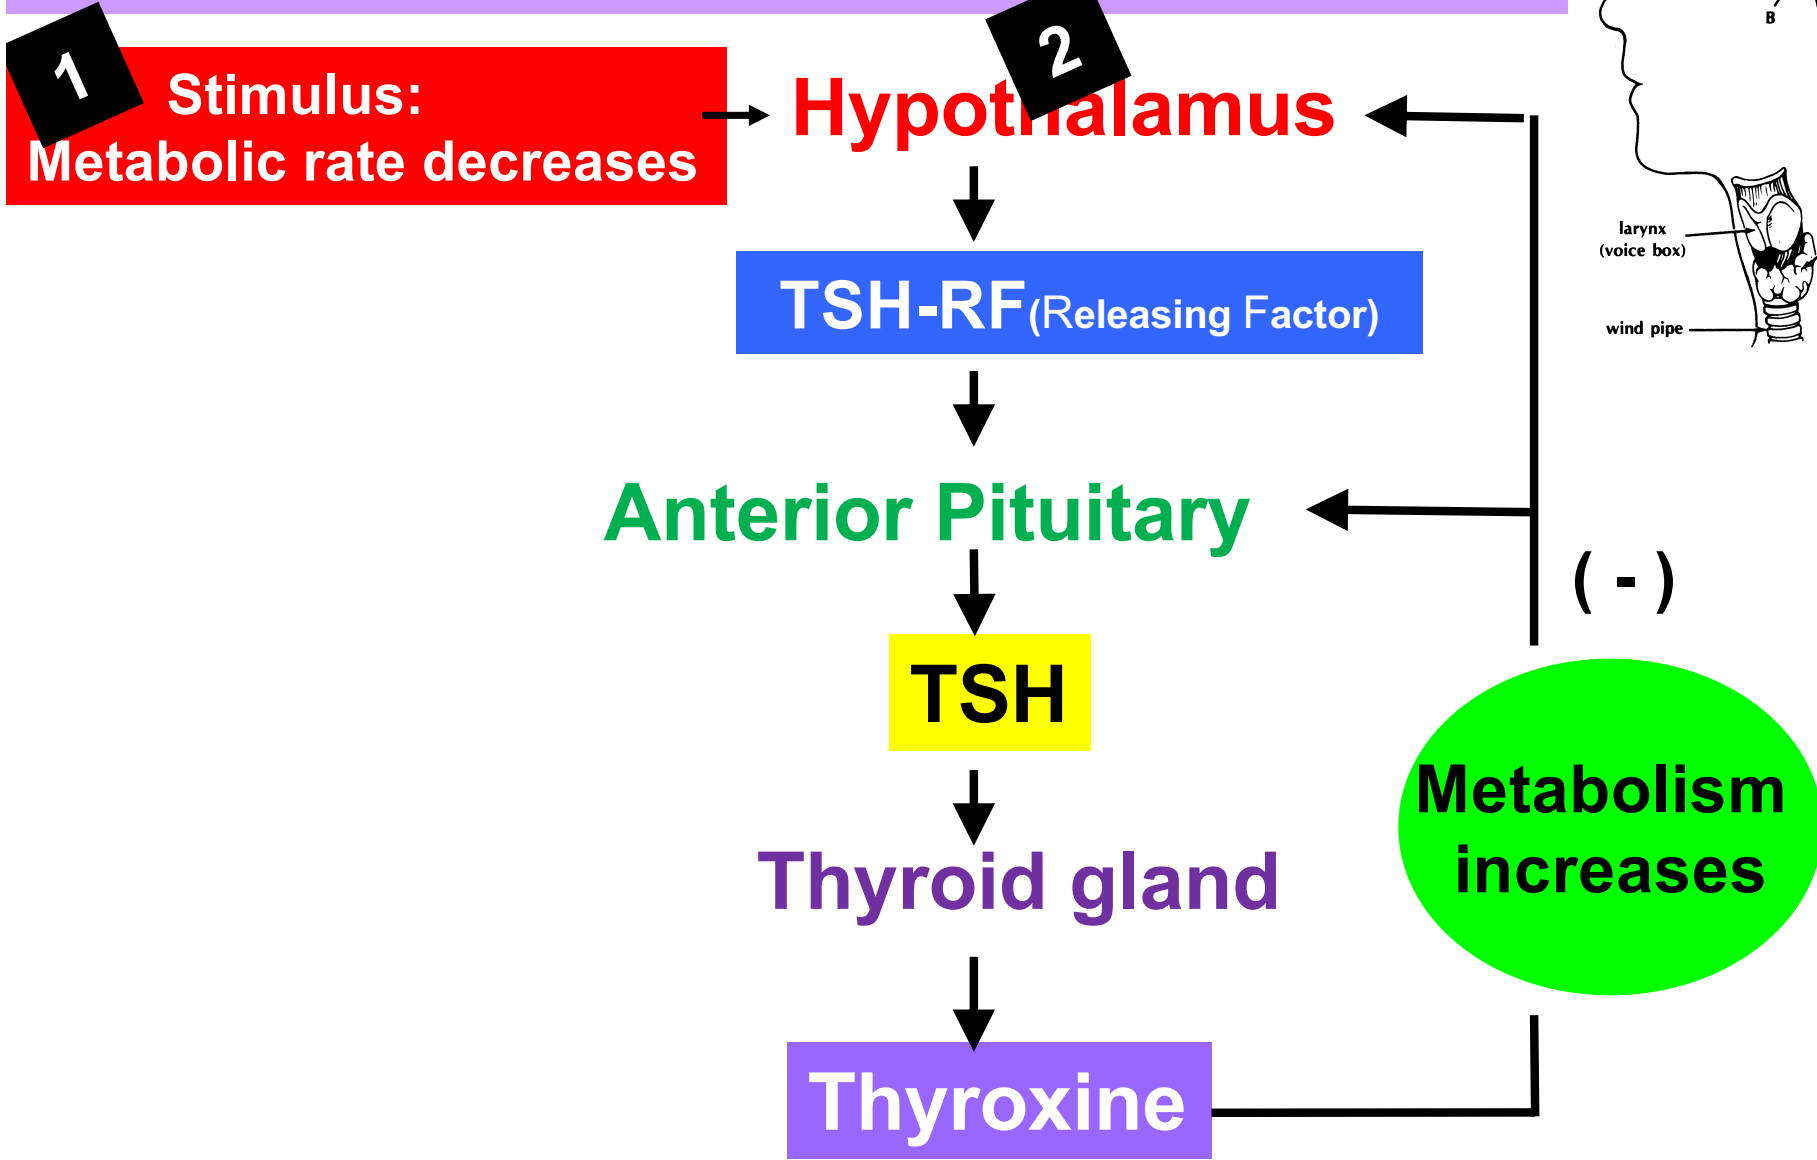 1
Stimulus:
Metabolic rate decreases
2
Hypothalamus
B
larynx
(voice box)
wind pipe
TSH-RF(Releasing Factor)
Anterior Pituitary
( - )
TSH
Metabolism
increases
Thyroid gland
Thyroxine